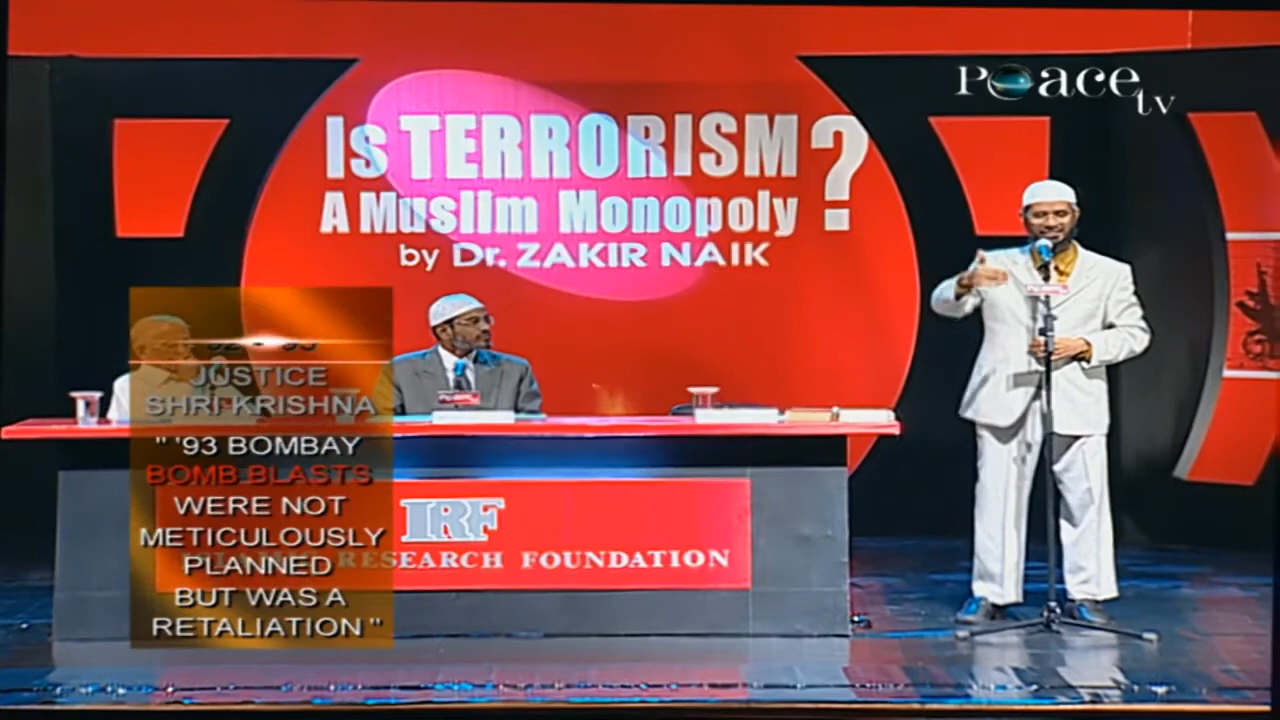 Peace tv
Is TERRORISM ?
A Muslim Monopoly
by Dr. ZAKIR NAIK
JUSTICE
SHRI KRISHNA
" '93 BOMBAY
BOMB BLASTS
WERE NOT
METICULOUSLY
PLANNED
BUT WAS A
RETALIATION "
IRF
RESEARCH FOUNDATION